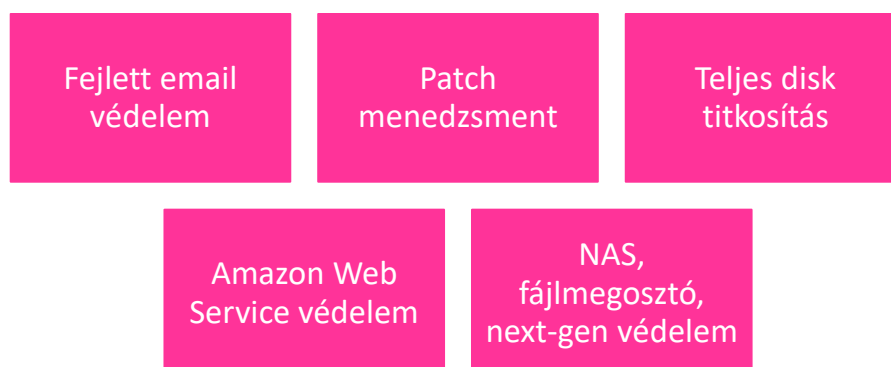 Fejlett email
védelem
Patch
menedzsment
Teljes disk
titkosítás
Amazon Web
Service védelem
NAS,
fájlmegosztó,
next-gen védelem